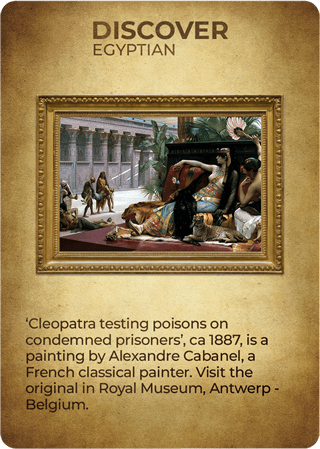 DISCOVER
EGYPTIAN
‘Cleopatra testing poisons on
condemned prisoners’, ca 1887, is a
painting by Alexandre Cabanel, a
French classical painter. Visit the
original in Royal Museum, Antwerp -
Belgium.